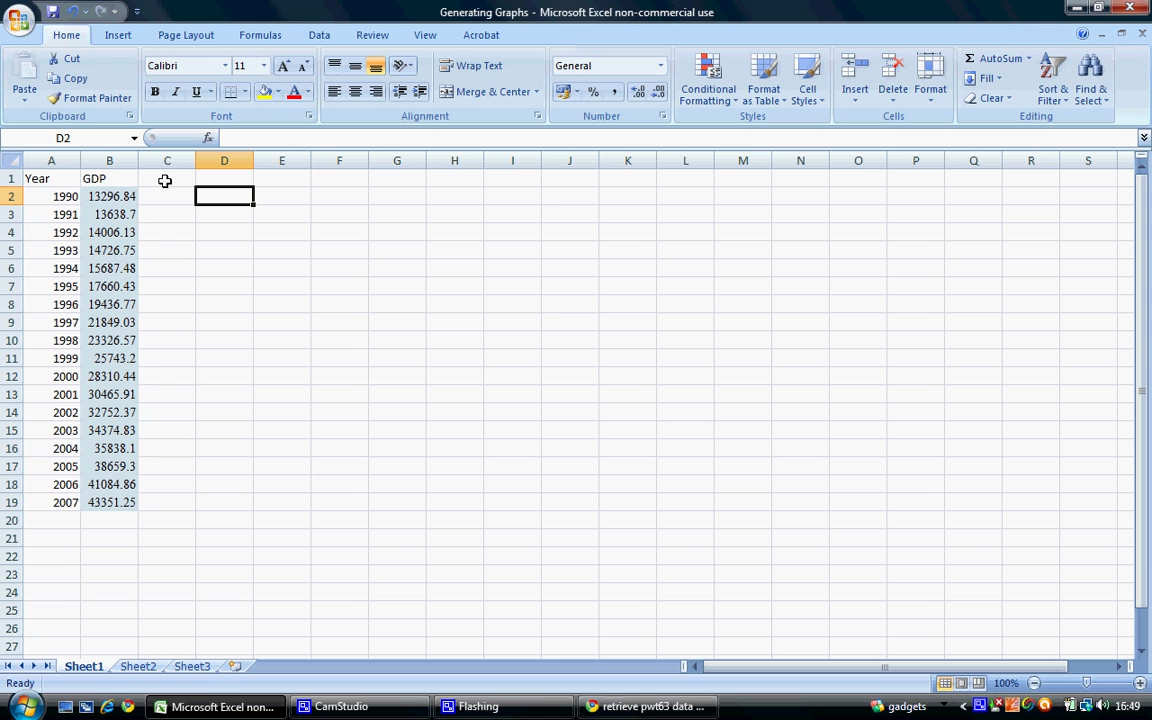 Generating Graphs - Microsoft Excel non-commercial use
Home Insert Page Layout Formulas Data Review View Acrobat
Paste Cut Copy Format Painter Clipboard
Calibri 11 A A B I U A Font
Wrap Text Merge & Center Alignment
General % , Number
Conditional Formatting Format as Table Cell Styles Styles
Insert Delete Format Cells
Σ AutoSum Fill Clear Sort & Filter Find & Select Editing
D2 fx
A B C D E F G H I J K L M N O P Q R S
1 Year GDP
2 1990 13296.84
3 1991 13638.7
4 1992 14006.13
5 1993 14726.75
6 1994 15687.48
7 1995 17660.43
8 1996 19436.77
9 1997 21849.03
10 1998 23326.57
11 1999 25743.2
12 2000 28310.44
13 2001 30465.91
14 2002 32752.37
15 2003 34374.83
16 2004 35838.1
17 2005 38659.3
18 2006 41084.86
19 2007 43351.25
20
21
22
23
24
25
26
27
Sheet1 Sheet2 Sheet3
Ready 100%
Microsoft Excel non... CamStudio Flashing retrieve pwt63 data ... gadgets 16:49